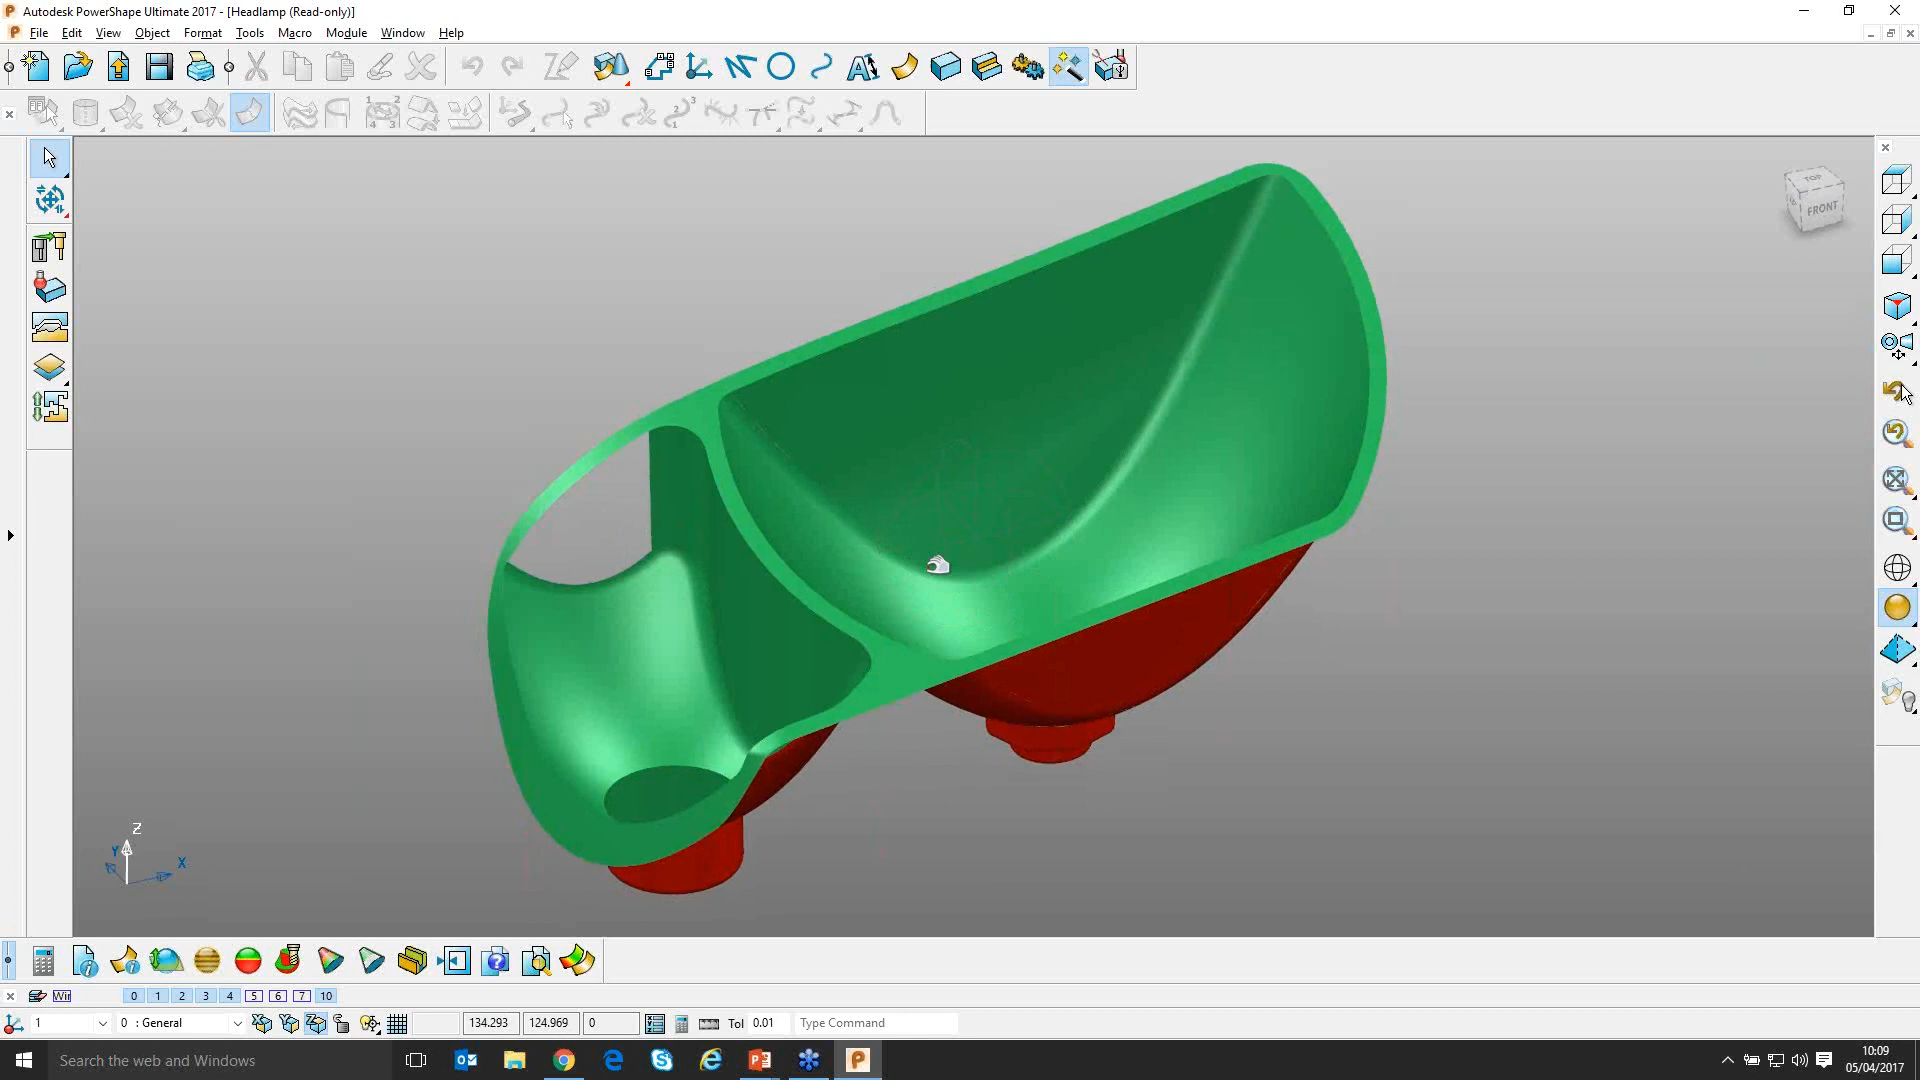 Autodesk PowerShape Ultimate 2017 - [Headlamp (Read-only)]
File Edit View Object Format Tools Macro Module Window Help
TOP
FRONT
Z
Y
X
Wir
0 1 2 3 4 5 6 7 10
1 0 : General 134.293 124.969 0 Tol 0.01 Type Command
Search the web and Windows
10:09
05/04/2017